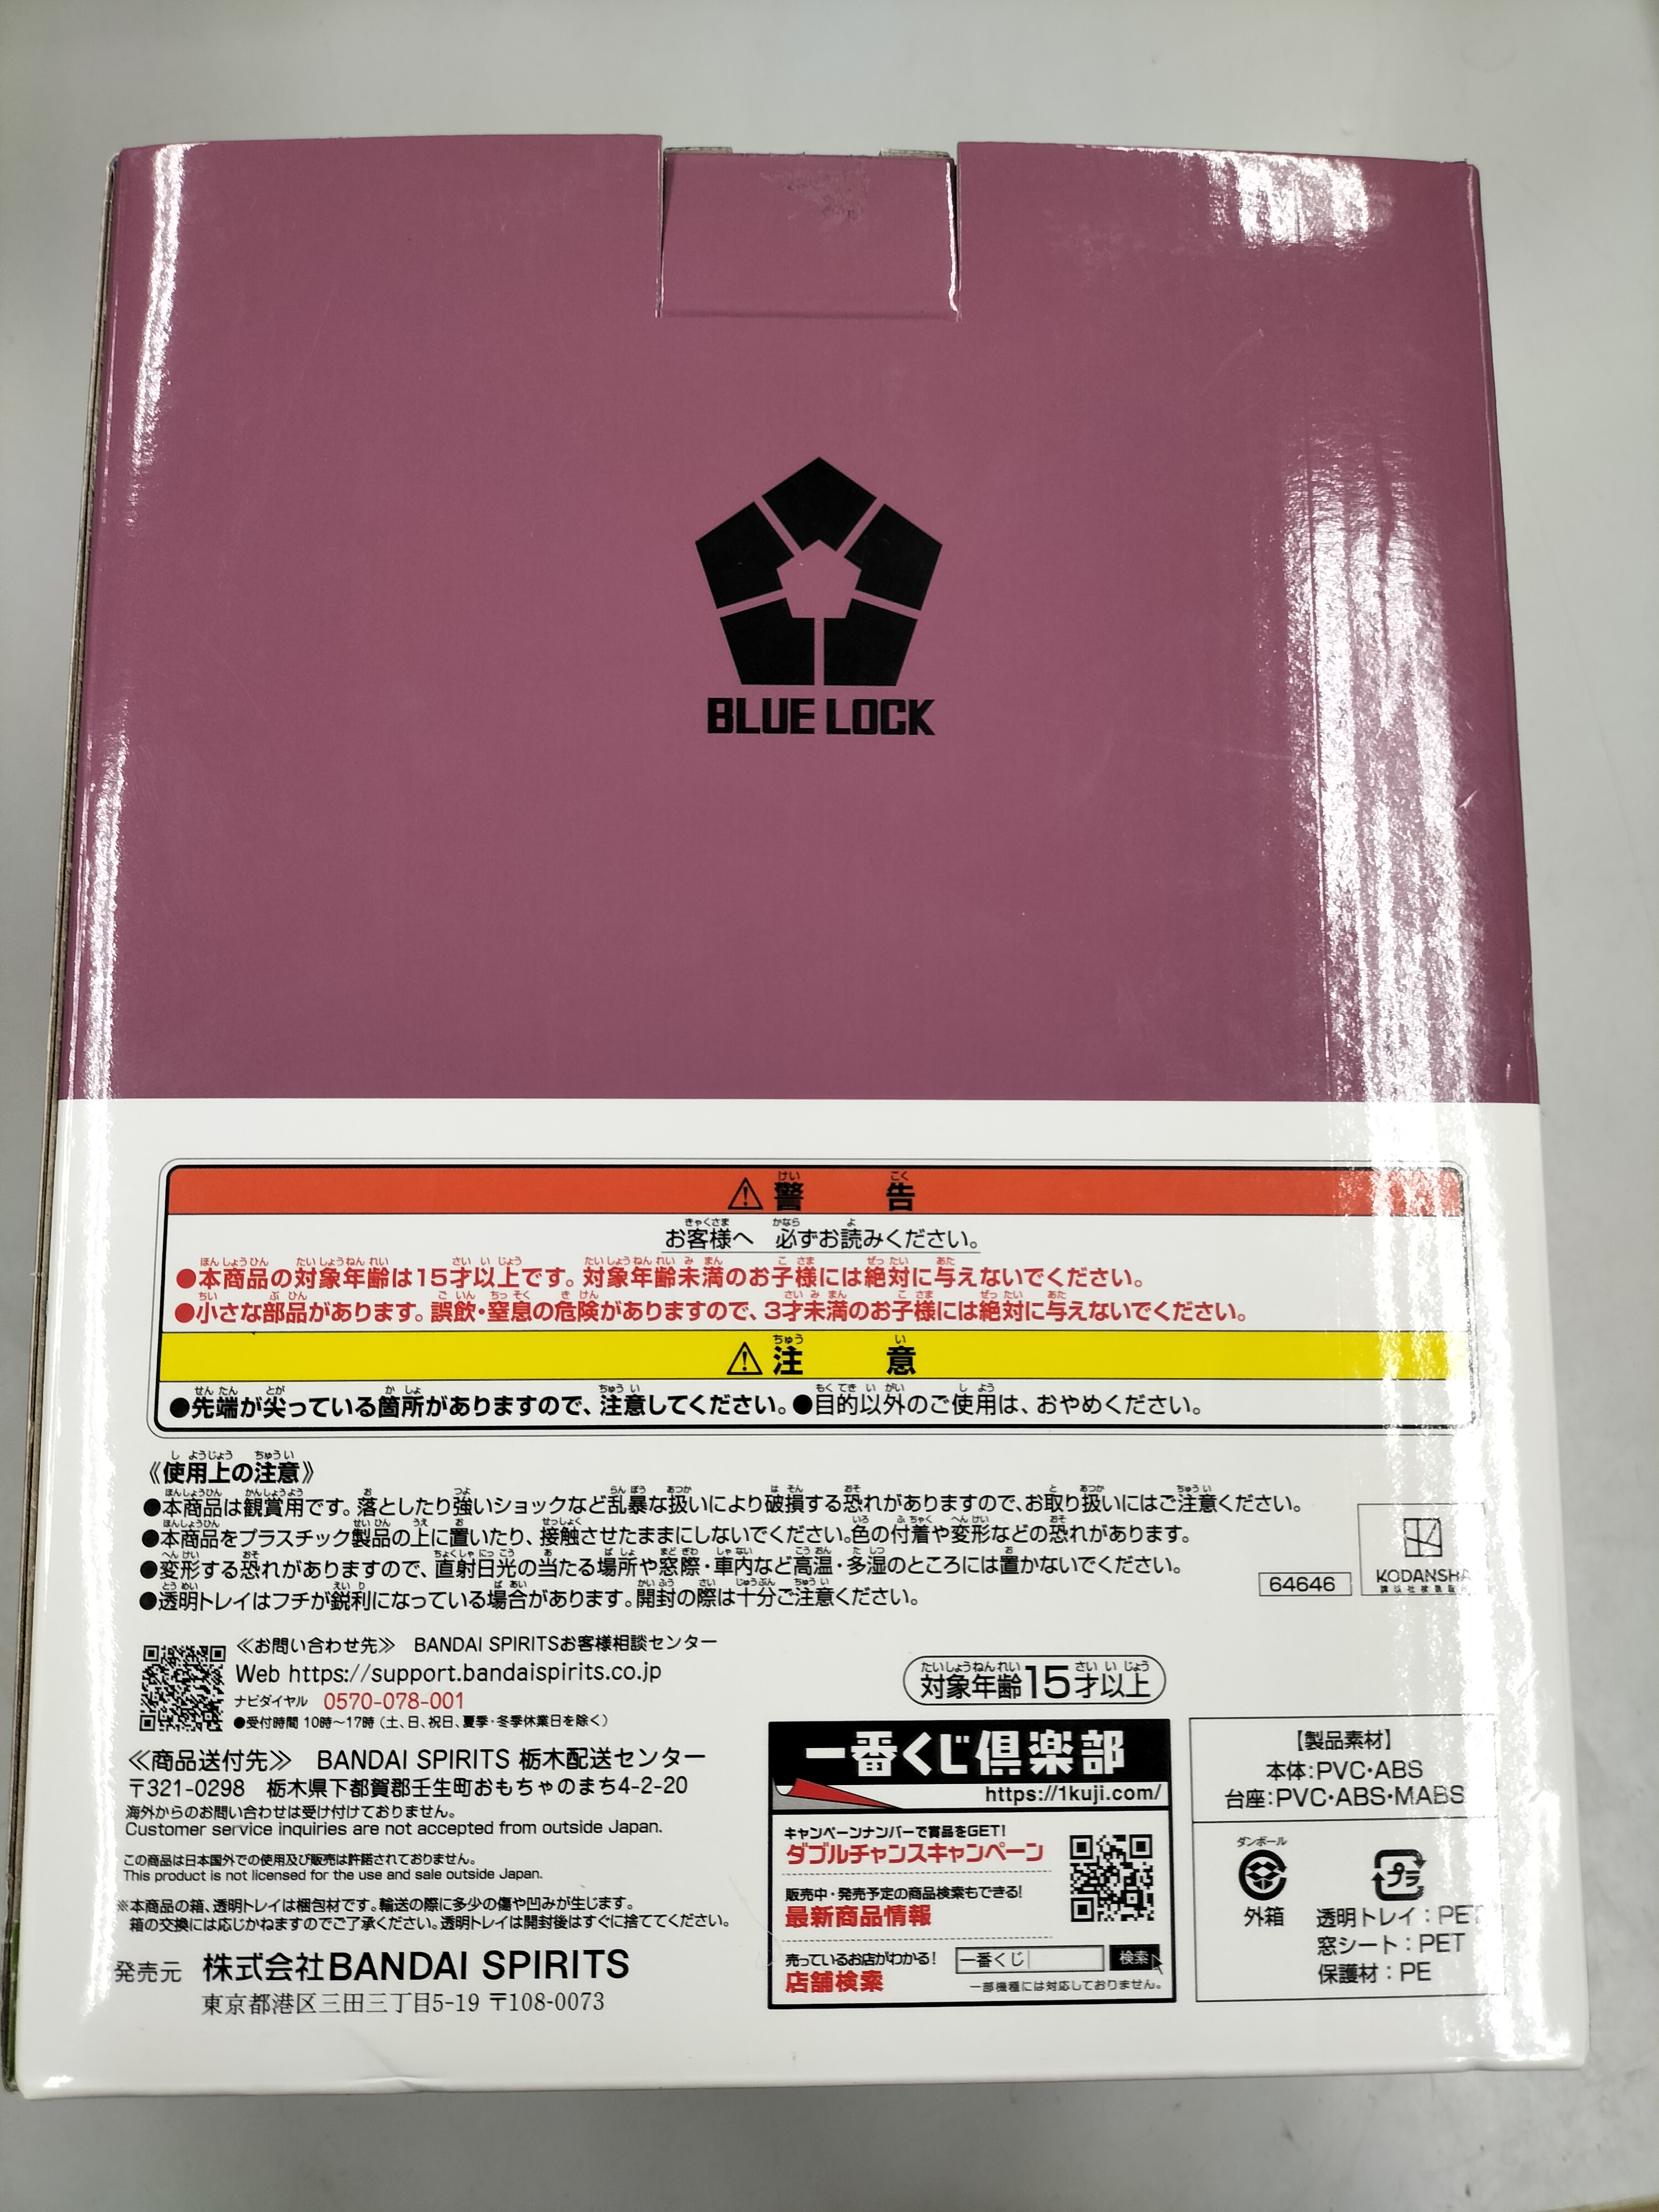 BLUE LOCK
警告
お客様へ 必ずお読みください。
●本商品の対象年齢は15才以上です。対象年齢未満のお子様には絶対に与えないでください。
●小さな部品があります。誤飲・窒息の危険がありますので、3才未満のお子様には絶対に与えないでください。
注意
●先端が尖っている箇所がありますので、注意してください。●目的以外のご使用は、おやめください。
《使用上の注意》
●本商品は観賞用です。落としたり強いショックなど乱暴な扱いにより破損する恐れがありますので、お取り扱いにはご注意ください。
●本商品をプラスチック製品の上に置いたり、接触させたままにしないでください。色の付着や変形などの恐れがあります。
●変形する恐れがありますので、直射日光の当たる場所や窓際・車内など高温・多湿のところには置かないでください。
●透明トレイはフチが鋭利になっている場合があります。開封の際は十分ご注意ください。
64646
KODANSHA
≪お問い合わせ先≫ BANDAI SPIRITSお客様相談センター
Web https://support.bandaispirits.co.jp
ナビダイヤル 0570-078-001
●受付時間 10時～17時（土、日、祝日、夏季・冬季休業日を除く）
≪商品送付先≫ BANDAI SPIRITS 栃木配送センター
〒321-0298 栃木県下都賀郡壬生町おもちゃのまち4-2-20
海外からのお問い合わせは受け付けておりません。
Customer service inquiries are not accepted from outside Japan.
この商品は日本国外での使用及び販売は許諾されておりません。
This product is not licensed for the use and sale outside Japan.
※本商品の箱、透明トレイは梱包材です。輸送の際に多少の傷や凹みが生じます。
箱の交換には応じかねますのでご了承ください。透明トレイは開封後はすぐに捨ててください。
発売元 株式会社BANDAI SPIRITS
東京都港区三田三丁目5-19 〒108-0073
対象年齢15才以上
一番くじ倶楽部
https://1kuji.com/
キャンペーンナンバーで賞品をGET!
ダブルチャンスキャンペーン
販売中・発売予定の商品検索もできる!
最新商品情報
売っているお店がわかる!
店舗検索
一番くじ 検索
一部機種には対応しておりません。
【製品素材】
本体:PVC・ABS
台座:PVC・ABS・MABS
ダンボール
外箱
プラ
透明トレイ：PET
窓シート：PET
保護材：PE